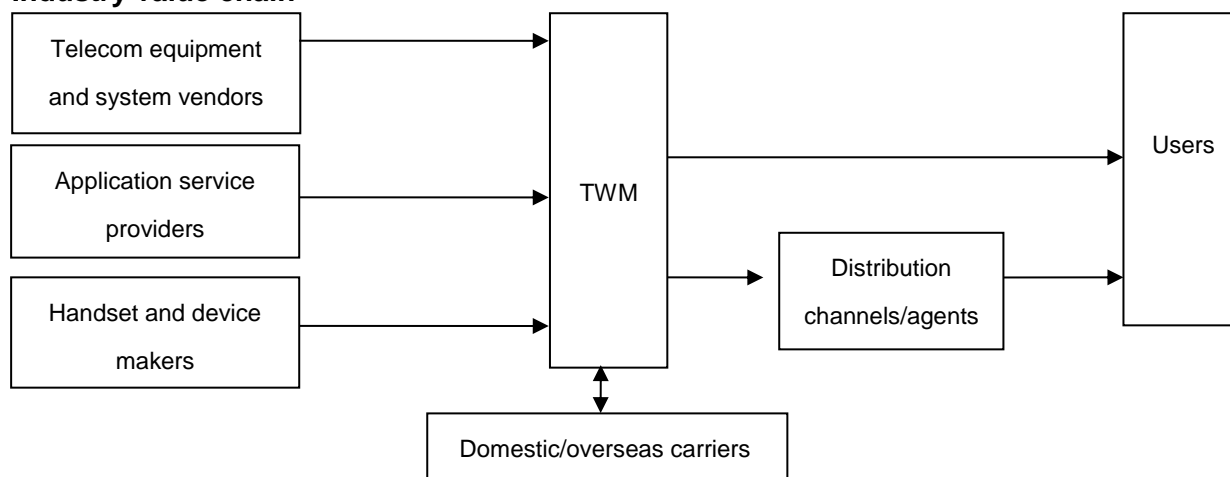 Industry value chain
Telecom equipment
and system vendors
Application service
providers
Handset and device
makers
TWM
Users
Distribution
channels/agents
Domestic/overseas carriers